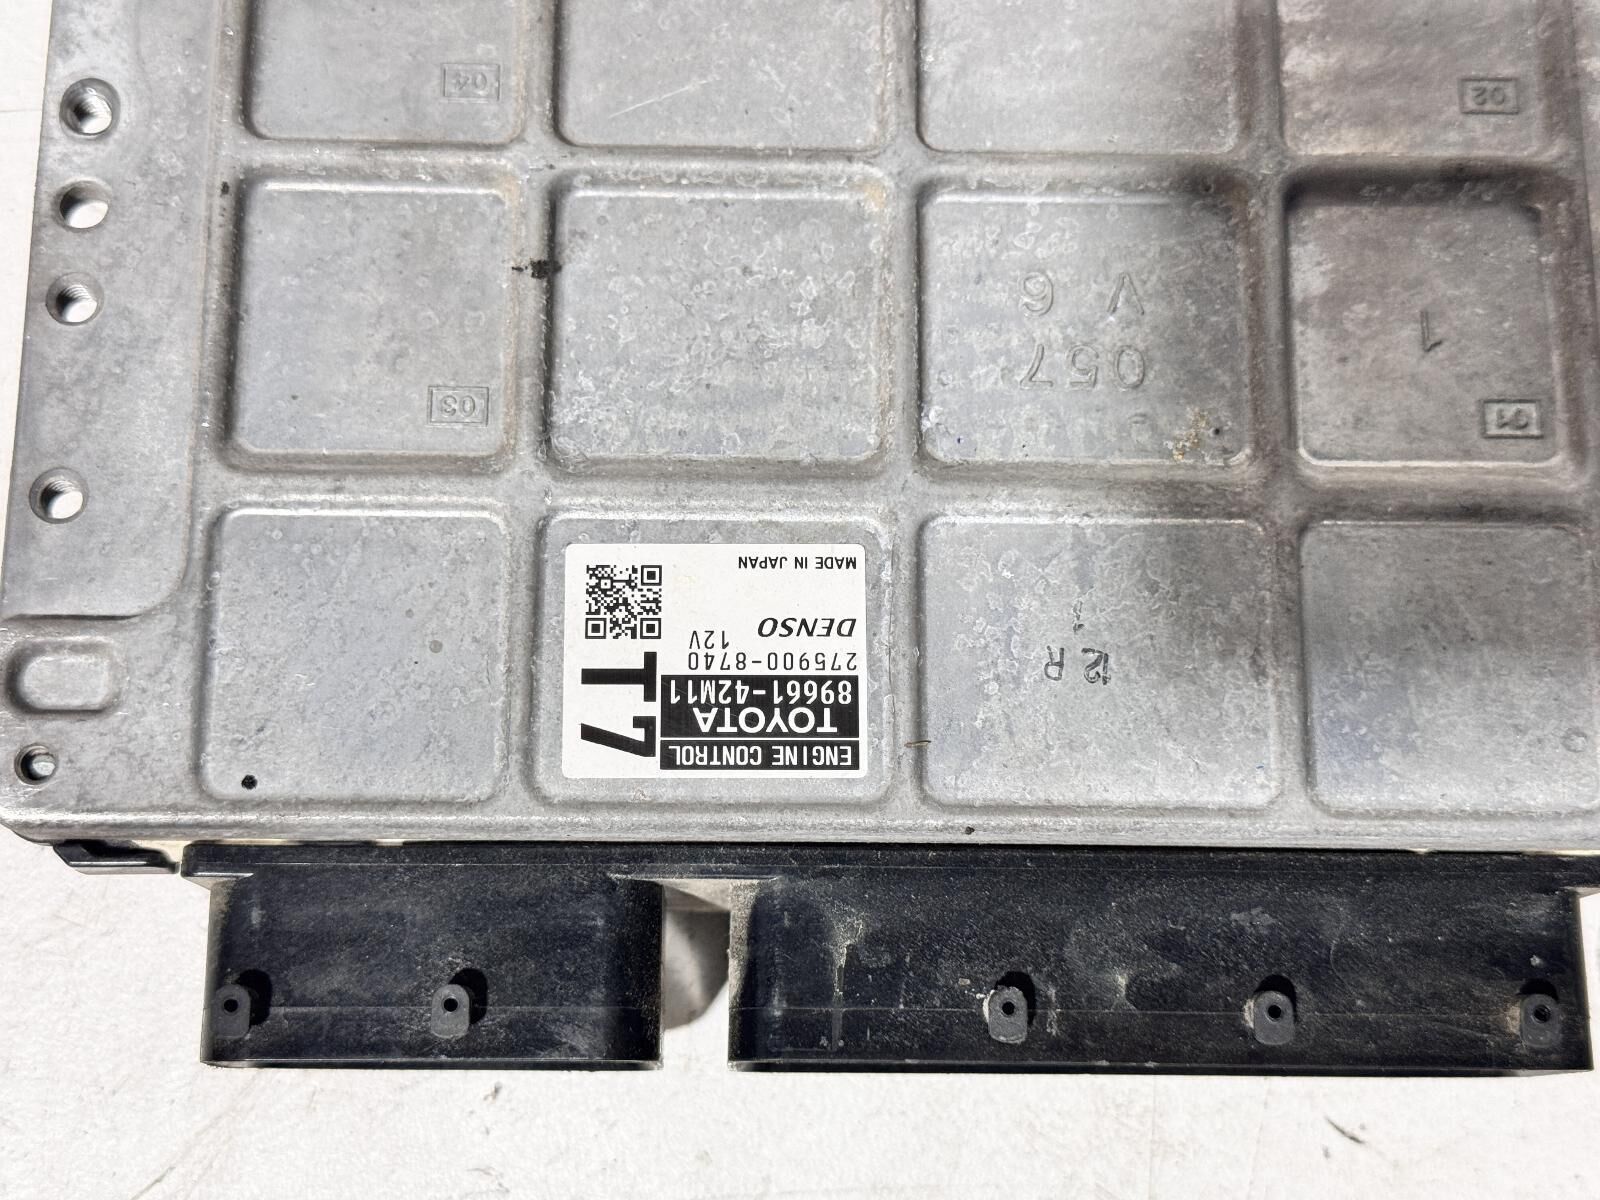 ENGINE CONTROL
TOYOTA
89661-42M11
T7
275900-8740
12V
DENSO
MADE IN JAPAN
12 R
1
01
1
057
V 6
03
02
04